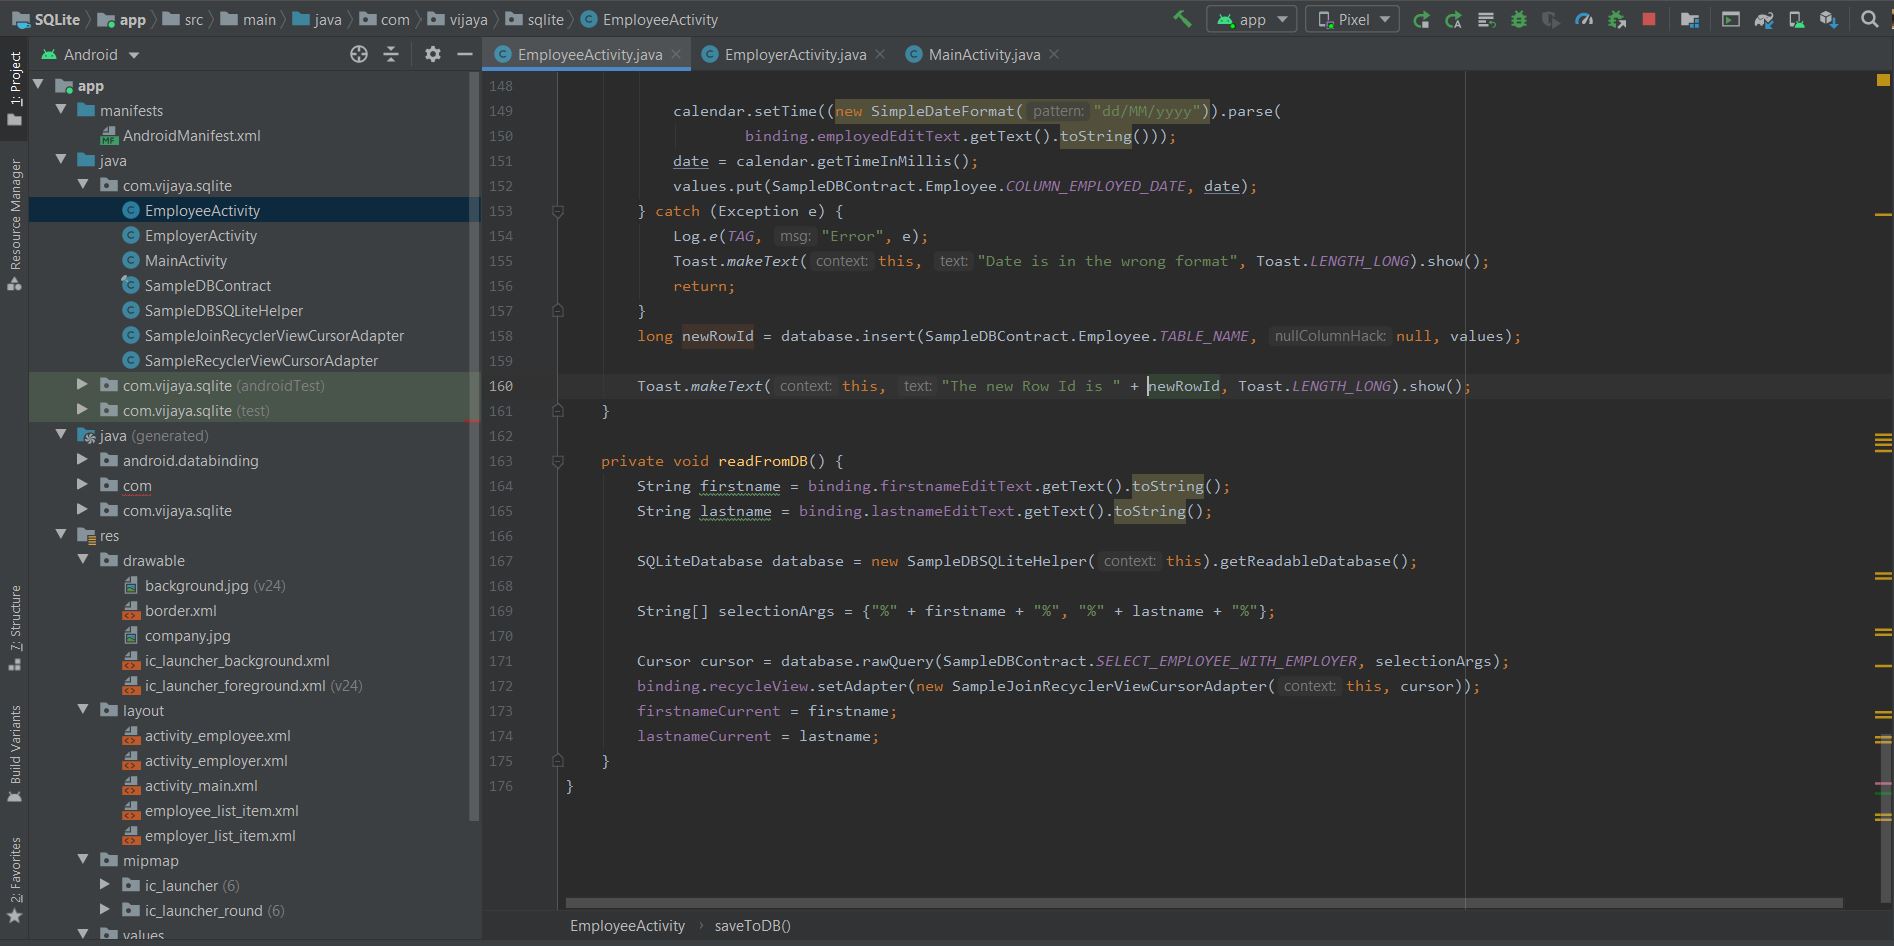 SQLite app src main java com vijaya sqlite EmployeeActivity
app Pixel
1: Project
Resource Manager
7: Structure
Build Variants
2: Favorites
Android
app
manifests
AndroidManifest.xml
java
com.vijaya.sqlite
EmployeeActivity
EmployerActivity
MainActivity
SampleDBContract
SampleDBSQLiteHelper
SampleJoinRecyclerViewCursorAdapter
SampleRecyclerViewCursorAdapter
com.vijaya.sqlite (androidTest)
com.vijaya.sqlite (test)
java (generated)
com.android.databinding
com
com.vijaya.sqlite
res
drawable
background.jpg (v24)
border.xml
company.jpg
ic_launcher_background.xml
ic_launcher_foreground.xml (v24)
layout
activity_employee.xml
activity_employer.xml
activity_main.xml
employee_list_item.xml
employer_list_item.xml
mipmap
ic_launcher (6)
ic_launcher_round (6)
values
EmployeeActivity.java EmployerActivity.java MainActivity.java
148
149 calendar.setTime((new SimpleDateFormat( pattern: "dd/MM/yyyy")).parse(
150 binding.employedEditText.getText().toString()));
151 date = calendar.getTimeInMillis();
152 values.put(SampleDBContract.Employee.COLUMN_EMPLOYED_DATE, date);
153 } catch (Exception e) {
154 Log.e(TAG, msg: "Error", e);
155 Toast.makeText( context: this, text: "Date is in the wrong format", Toast.LENGTH_LONG).show();
156 return;
157 }
158 long newRowId = database.insert(SampleDBContract.Employee.TABLE_NAME, nullColumnHack: null, values);
159
160 Toast.makeText( context: this, text: "The new Row Id is " + newRowId, Toast.LENGTH_LONG).show();
161 }
162
163 private void readFromDB() {
164 String firstname = binding.firstnameEditText.getText().toString();
165 String lastname = binding.lastnameEditText.getText().toString();
166
167 SQLiteDatabase database = new SampleDBSQLiteHelper( context: this).getReadableDatabase();
168
169 String[] selectionArgs = {"%" + firstname + "%", "%" + lastname + "%"};
170
171 Cursor cursor = database.rawQuery(SampleDBContract.SELECT_EMPLOYEE_WITH_EMPLOYER, selectionArgs);
172 binding.recycleView.setAdapter(new SampleJoinRecyclerViewCursorAdapter( context: this, cursor));
173 firstnameCurrent = firstname;
174 lastnameCurrent = lastname;
175 }
176 }
EmployeeActivity saveToDB()